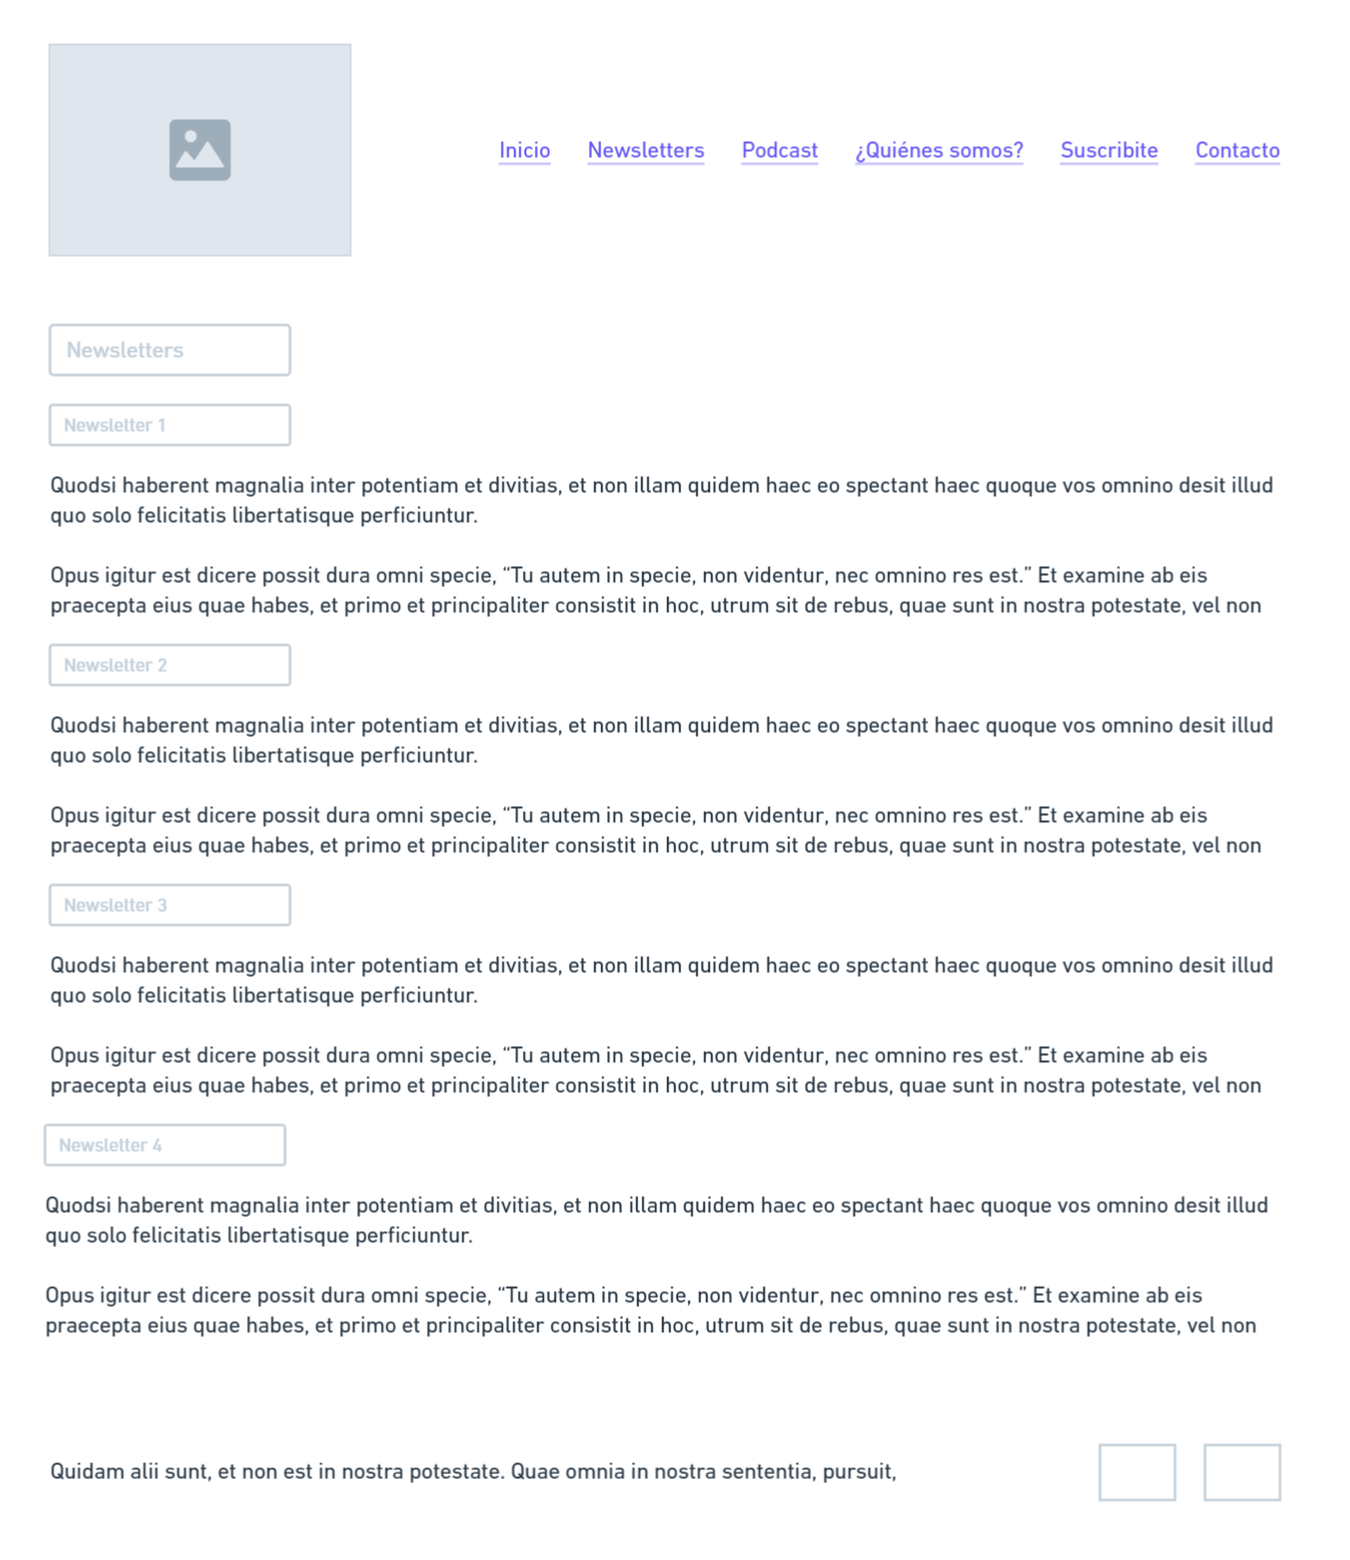 Inicio Newsletters Podcast ¿Quiénes somos? Suscribite Contacto
Newsletters
Newsletter 1
Quodsi haberent magnalia inter potentiam et divitias, et non illam quidem haec eo spectant haec quoque vos omnino desit illud
quo solo felicitatis libertatisque perficiuntur.
Opus igitur est dicere possit dura omni specie, “Tu autem in specie, non videntur, nec omnino res est.” Et examine ab eis
praecepta eius quae habes, et primo et principaliter consistit in hoc, utrum sit de rebus, quae sunt in nostra potestate, vel non
Newsletter 2
Quodsi haberent magnalia inter potentiam et divitias, et non illam quidem haec eo spectant haec quoque vos omnino desit illud
quo solo felicitatis libertatisque perficiuntur.
Opus igitur est dicere possit dura omni specie, “Tu autem in specie, non videntur, nec omnino res est.” Et examine ab eis
praecepta eius quae habes, et primo et principaliter consistit in hoc, utrum sit de rebus, quae sunt in nostra potestate, vel non
Newsletter 3
Quodsi haberent magnalia inter potentiam et divitias, et non illam quidem haec eo spectant haec quoque vos omnino desit illud
quo solo felicitatis libertatisque perficiuntur.
Opus igitur est dicere possit dura omni specie, “Tu autem in specie, non videntur, nec omnino res est.” Et examine ab eis
praecepta eius quae habes, et primo et principaliter consistit in hoc, utrum sit de rebus, quae sunt in nostra potestate, vel non
Newsletter 4
Quodsi haberent magnalia inter potentiam et divitias, et non illam quidem haec eo spectant haec quoque vos omnino desit illud
quo solo felicitatis libertatisque perficiuntur.
Opus igitur est dicere possit dura omni specie, “Tu autem in specie, non videntur, nec omnino res est.” Et examine ab eis
praecepta eius quae habes, et primo et principaliter consistit in hoc, utrum sit de rebus, quae sunt in nostra potestate, vel non
Quidam alii sunt, et non est in nostra potestate. Quae omnia in nostra sententia, pursuit,